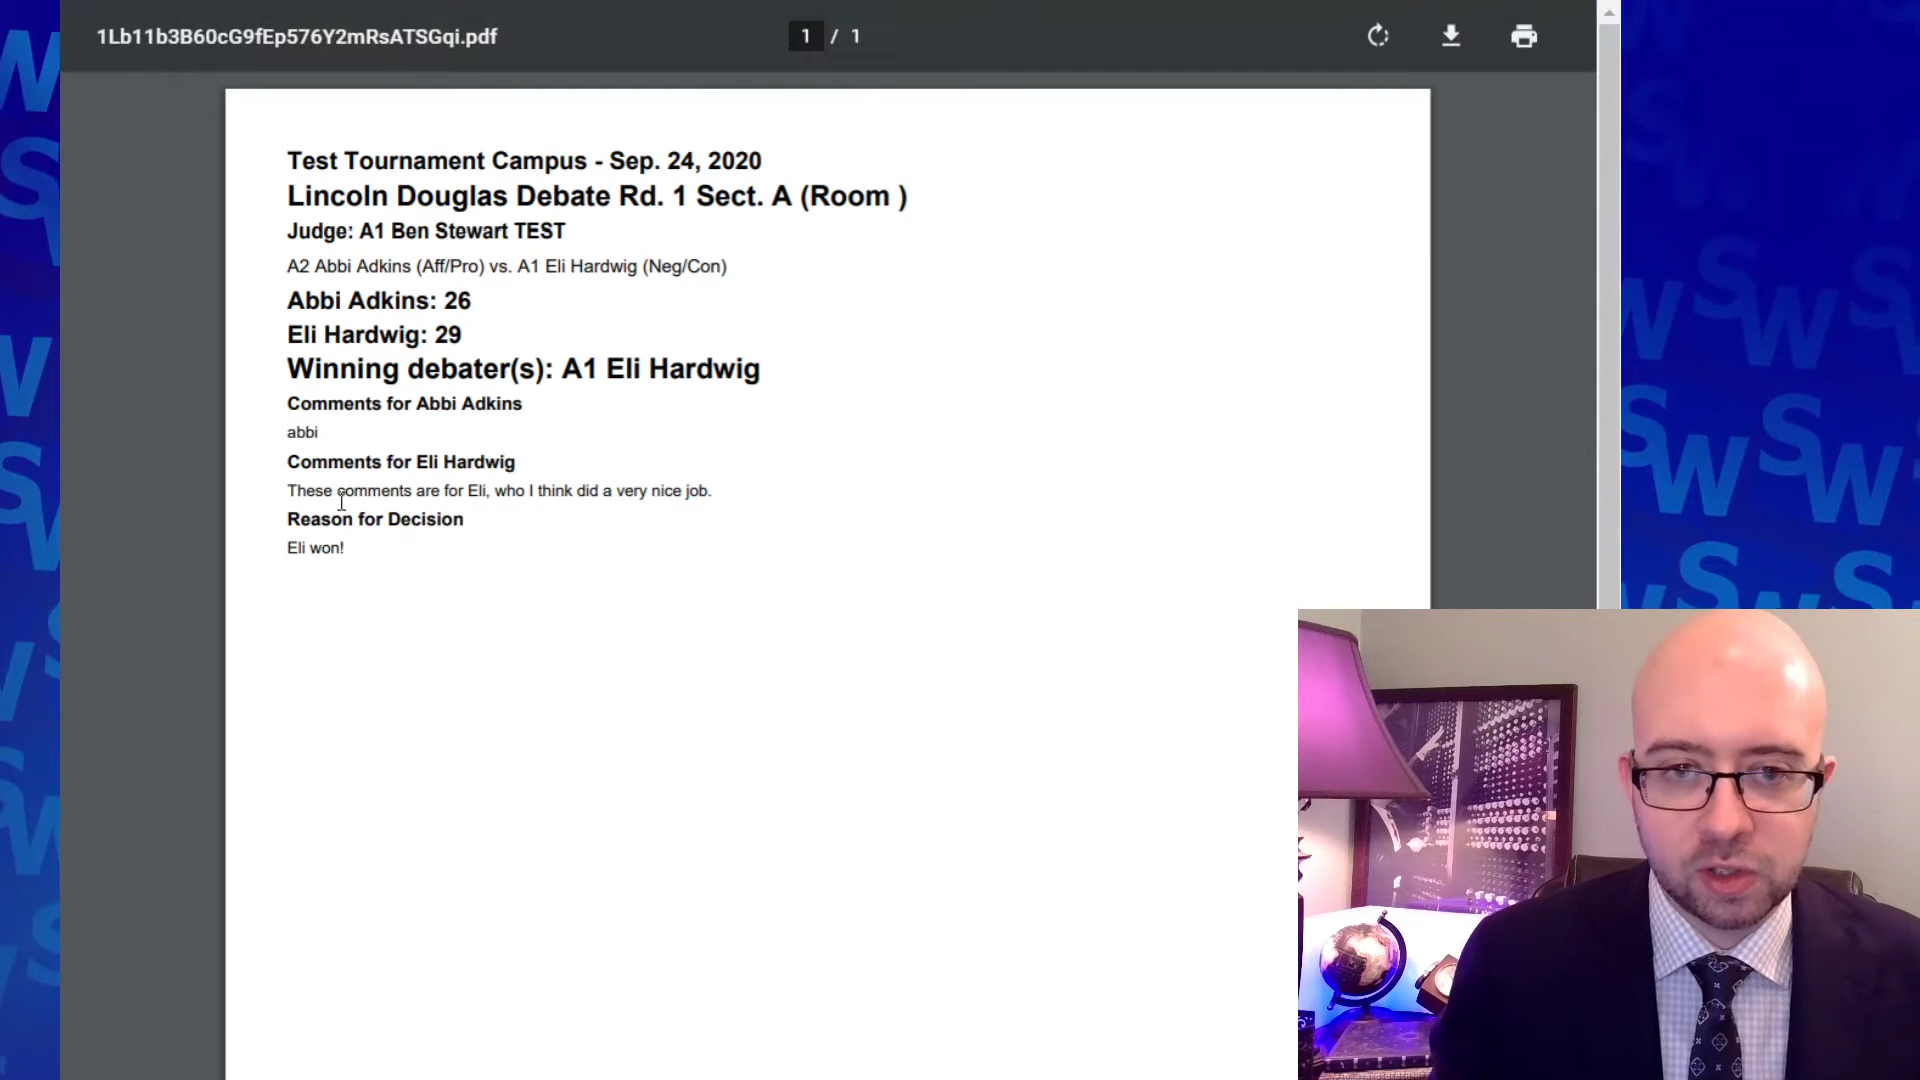 1Lb11b3B60cG9fEp576Y2mRsATSGqi.pdf
1 / 1
Test Tournament Campus - Sep. 24, 2020
Lincoln Douglas Debate Rd. 1 Sect. A (Room )
Judge: A1 Ben Stewart TEST
A2 Abbi Adkins (Aff/Pro) vs. A1 Eli Hardwig (Neg/Con)
Abbi Adkins: 26
Eli Hardwig: 29
Winning debater(s): A1 Eli Hardwig
Comments for Abbi Adkins
abbi
Comments for Eli Hardwig
These comments are for Eli, who I think did a very nice job.
Reason for Decision
Eli won!